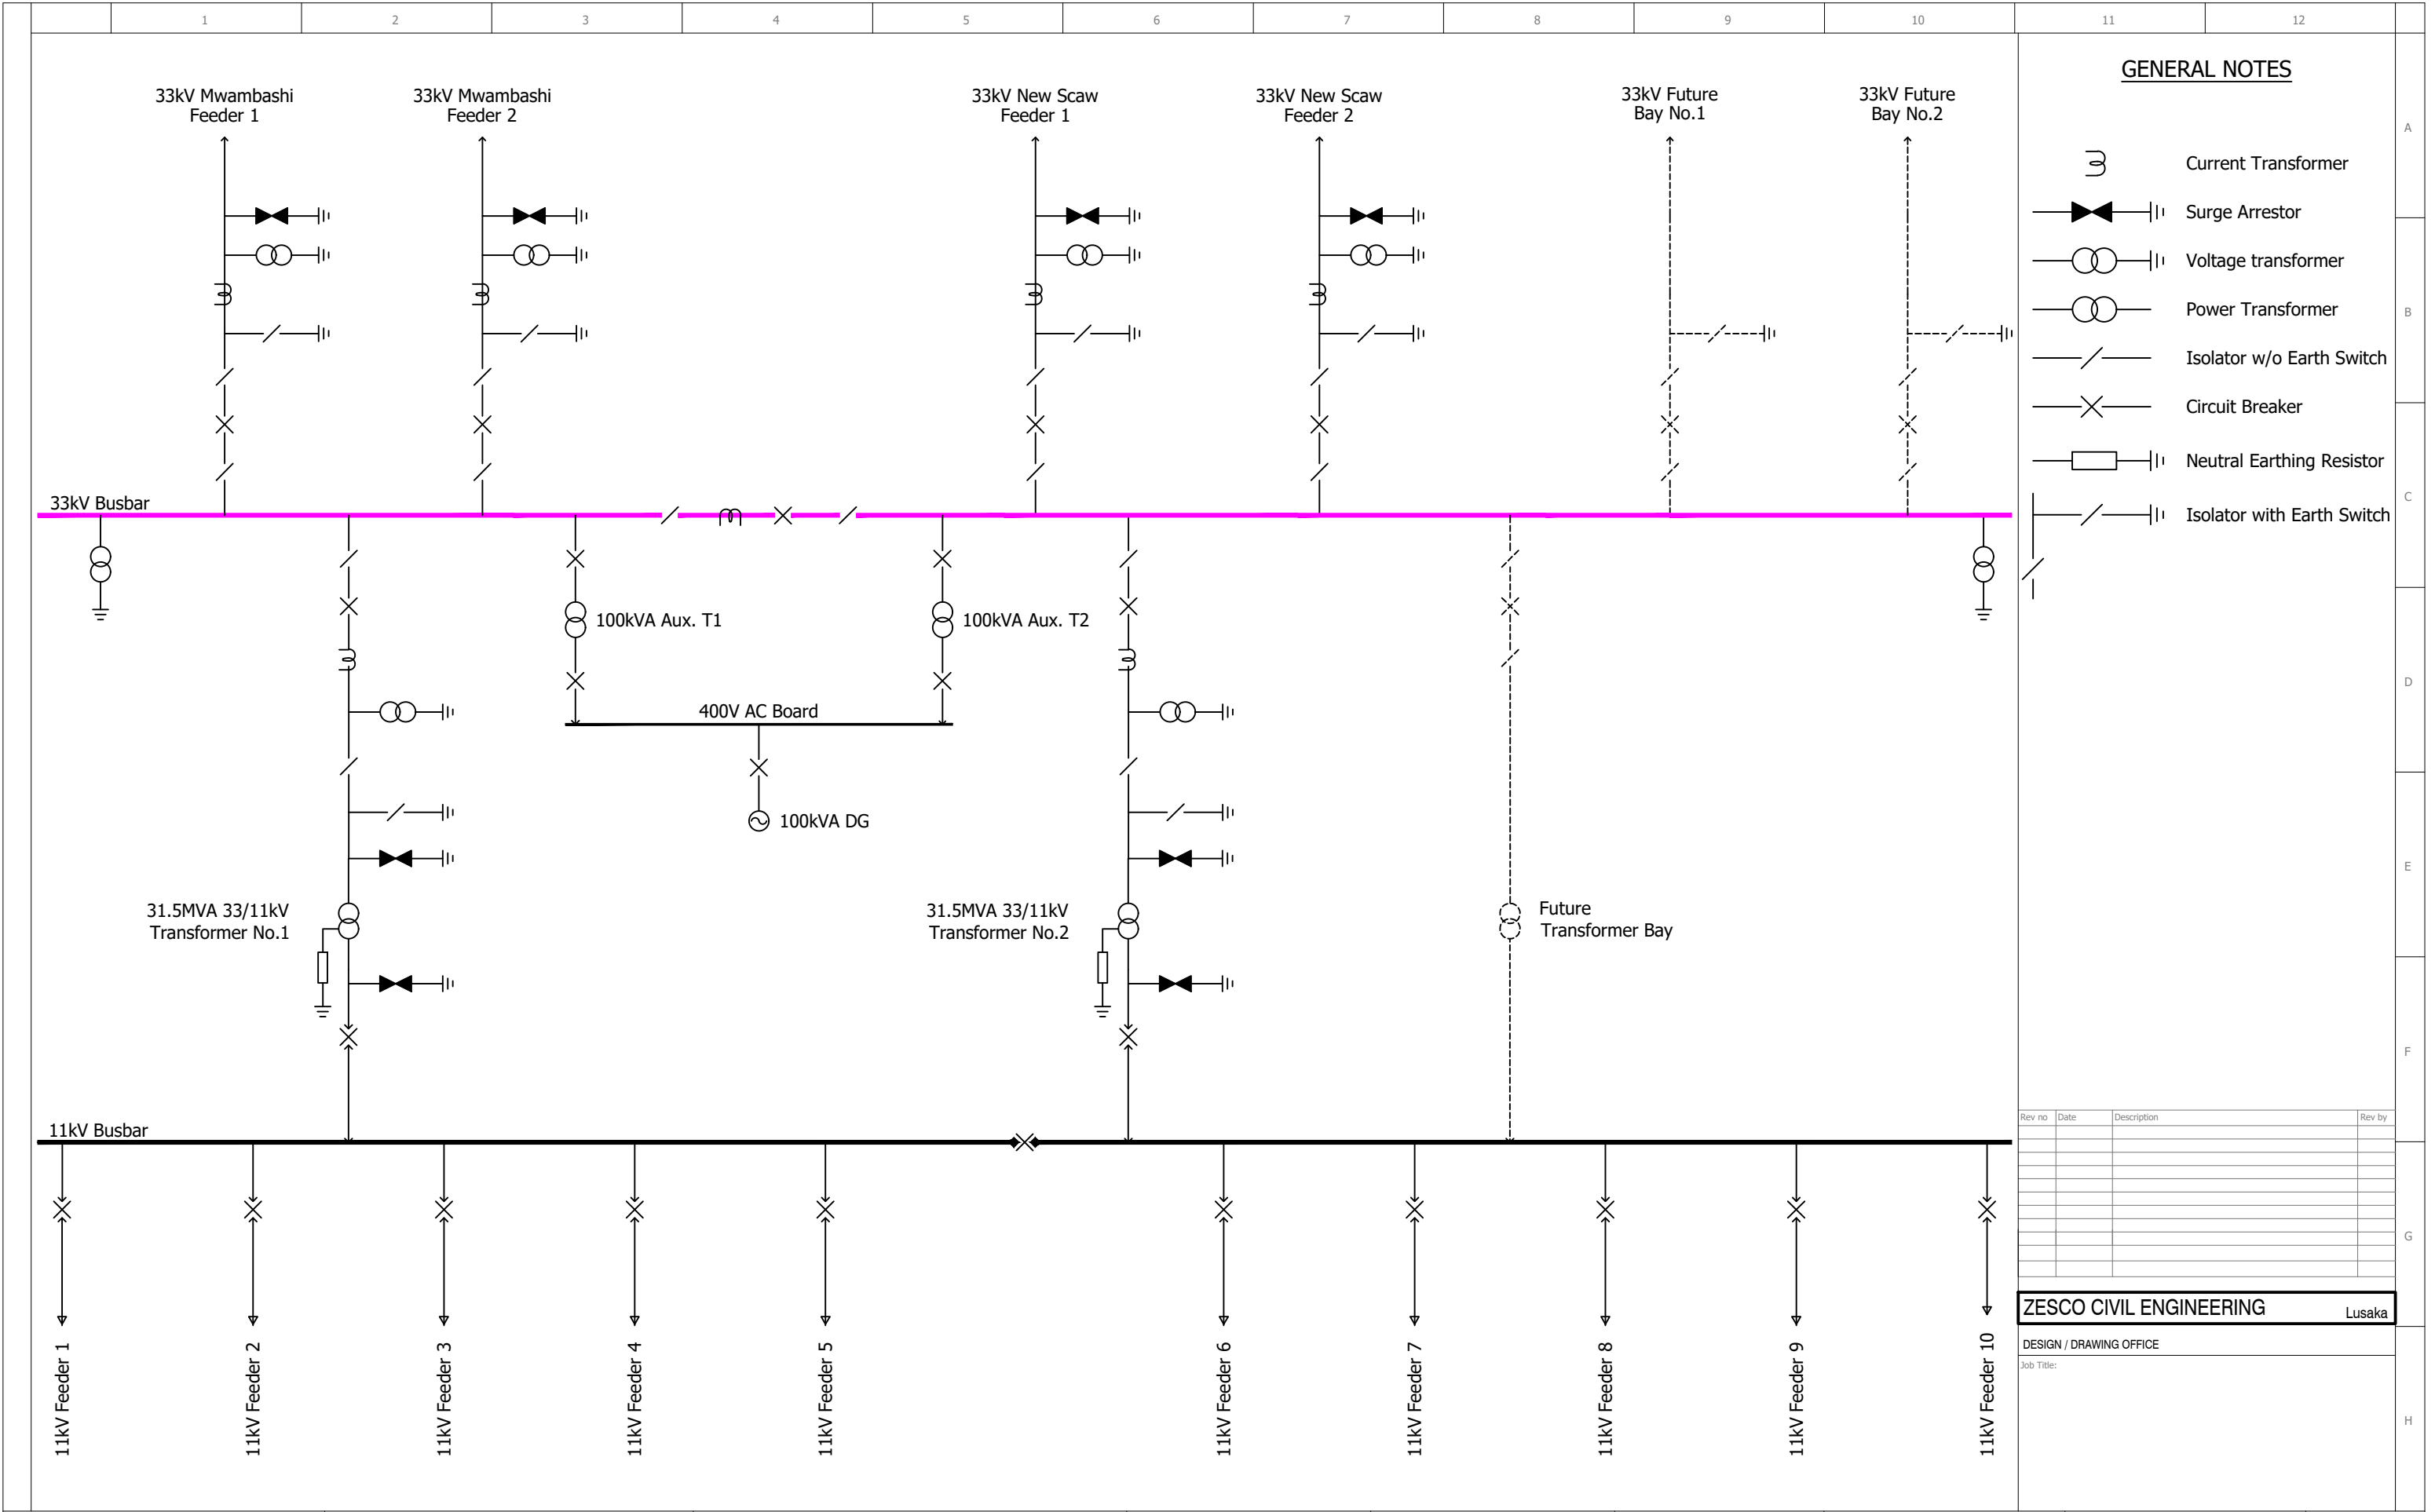 1 2 3 4 5 6 7 8 9 10 11 12
GENERAL NOTES
33kV Mwambashi
Feeder 1
33kV Mwambashi
Feeder 2
33kV New Scaw
Feeder 1
33kV New Scaw
Feeder 2
33kV Future
Bay No.1
33kV Future
Bay No.2
A
Current Transformer
Surge Arrestor
Voltage transformer
Power Transformer
B
Isolator w/o Earth Switch
Circuit Breaker
Neutral Earthing Resistor
C
Isolator with Earth Switch
33kV Busbar
100kVA Aux. T1
100kVA Aux. T2
D
400V AC Board
100kVA DG
E
31.5MVA 33/11kV
Transformer No.1
31.5MVA 33/11kV
Transformer No.2
Future
Transformer Bay
F
11kV Busbar
Rev no Date Description Rev by
G
11kV Feeder 1
11kV Feeder 2
11kV Feeder 3
11kV Feeder 4
11kV Feeder 5
11kV Feeder 6
11kV Feeder 7
11kV Feeder 8
11kV Feeder 9
11kV Feeder 10
ZESCO CIVIL ENGINEERING Lusaka
DESIGN / DRAWING OFFICE
Job Title:
H